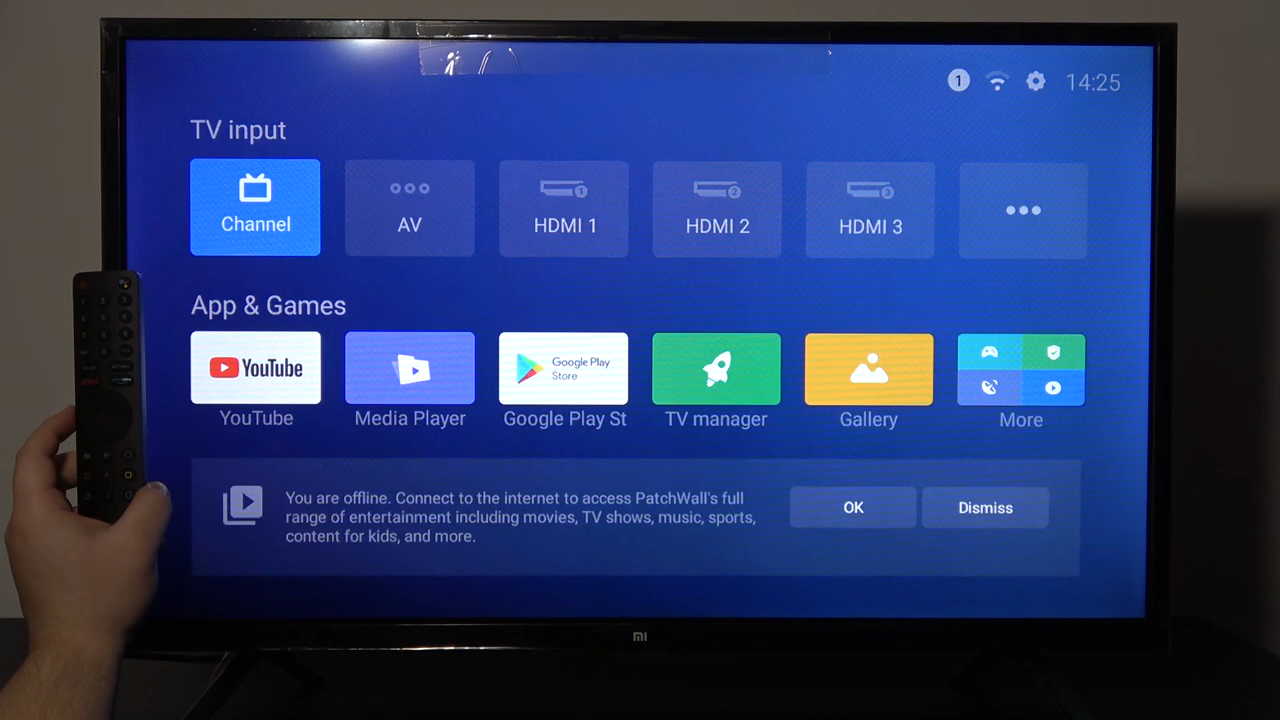 1 14:25
TV input
Channel
AV
HDMI 1
HDMI 2
HDMI 3
App & Games
YouTube
Google Play
Store
YouTube
Media Player
Google Play St
TV manager
Gallery
More
You are offline. Connect to the internet to access PatchWall's full
range of entertainment including movies, TV shows, music, sports,
content for kids, and more.
OK
Dismiss
mi